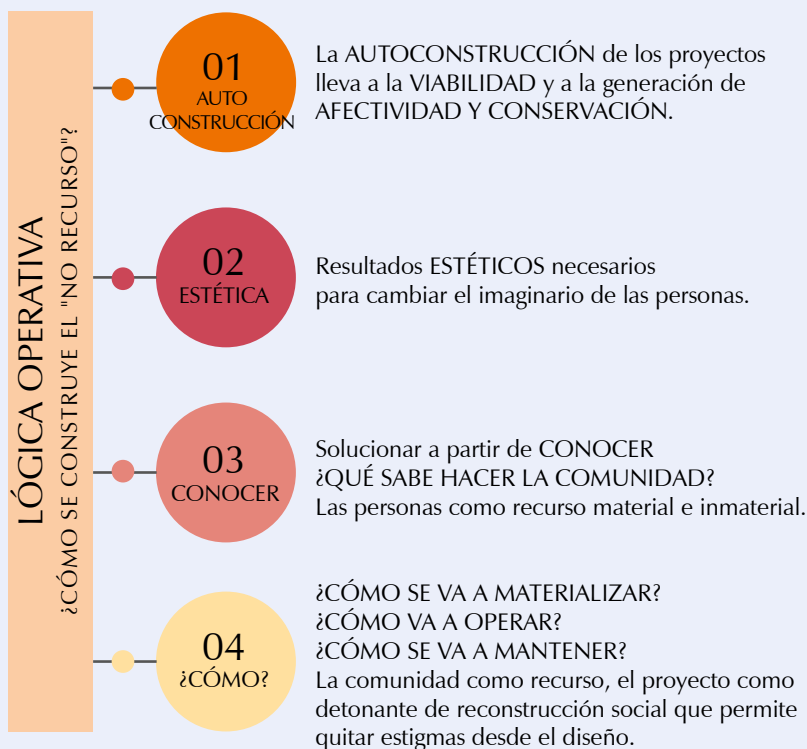 LÓGICA OPERATIVA
¿CÓMO SE CONSTRUYE EL "NO RECURSO"?
01
AUTO
CONSTRUCCIÓN
La AUTOCONSTRUCCIÓN de los proyectos
lleva a la VIABILIDAD y a la generación de
AFECTIVIDAD Y CONSERVACIÓN.
02
ESTÉTICA
Resultados ESTÉTICOS necesarios
para cambiar el imaginario de las personas.
03
CONOCER
Solucionar a partir de CONOCER
¿QUÉ SABE HACER LA COMUNIDAD?
Las personas como recurso material e inmaterial.
04
¿CÓMO?
¿CÓMO SE VA A MATERIALIZAR?
¿CÓMO VA A OPERAR?
¿CÓMO SE VA A MANTENER?
La comunidad como recurso, el proyecto como
detonante de reconstrucción social que permite
quitar estigmas desde el diseño.